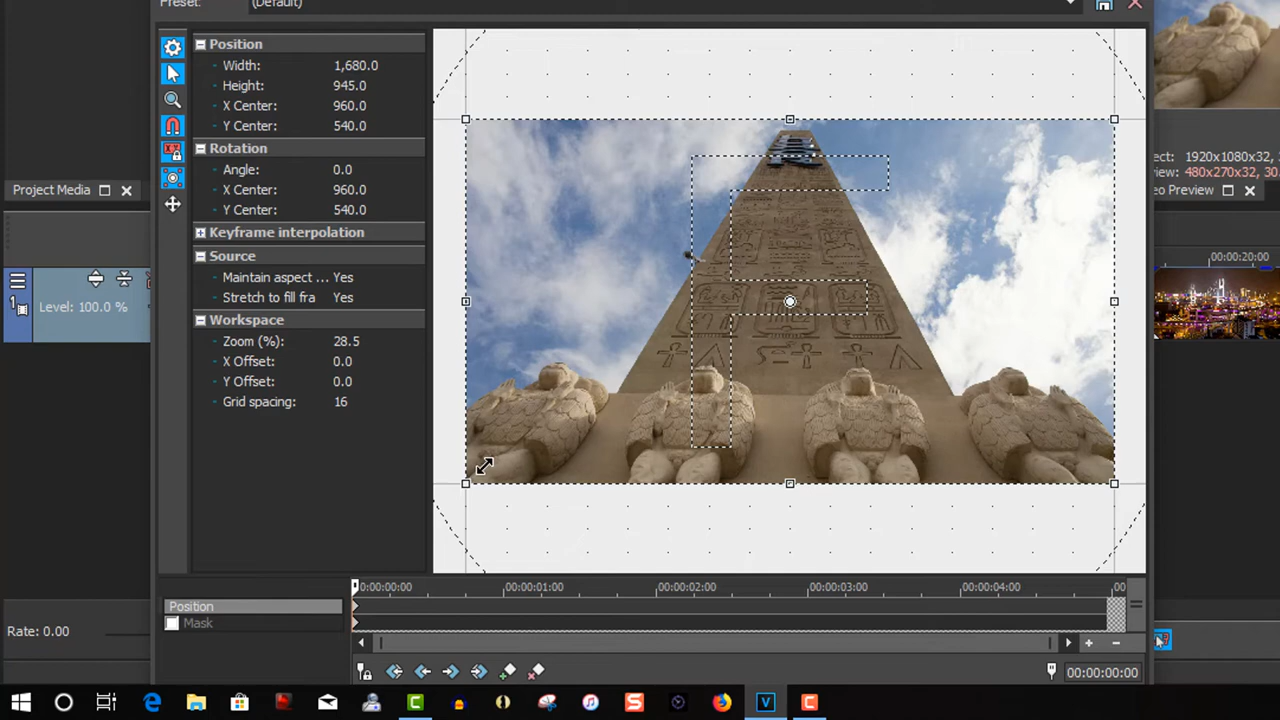 Preset:
(Default)
Position
Width: 1,680.0
Height: 945.0
X Center: 960.0
Y Center: 540.0
Rotation
Angle: 0.0
X Center: 960.0
Y Center: 540.0
Keyframe interpolation
Source
Maintain aspect ... Yes
Stretch to fill fra Yes
Workspace
Zoom (%): 28.5
X Offset: 0.0
Y Offset: 0.0
Grid spacing: 16
Project Media
Level: 100.0 %
Rate: 0.00
ect: 1920x1080x32,
view: 480x270x32, 30.
eo Preview
00:00:20:00
0:00:00:00
00:00:01:00
00:00:02:00
00:00:03:00
00:00:04:00
00
Position
Mask
00:00:00:00